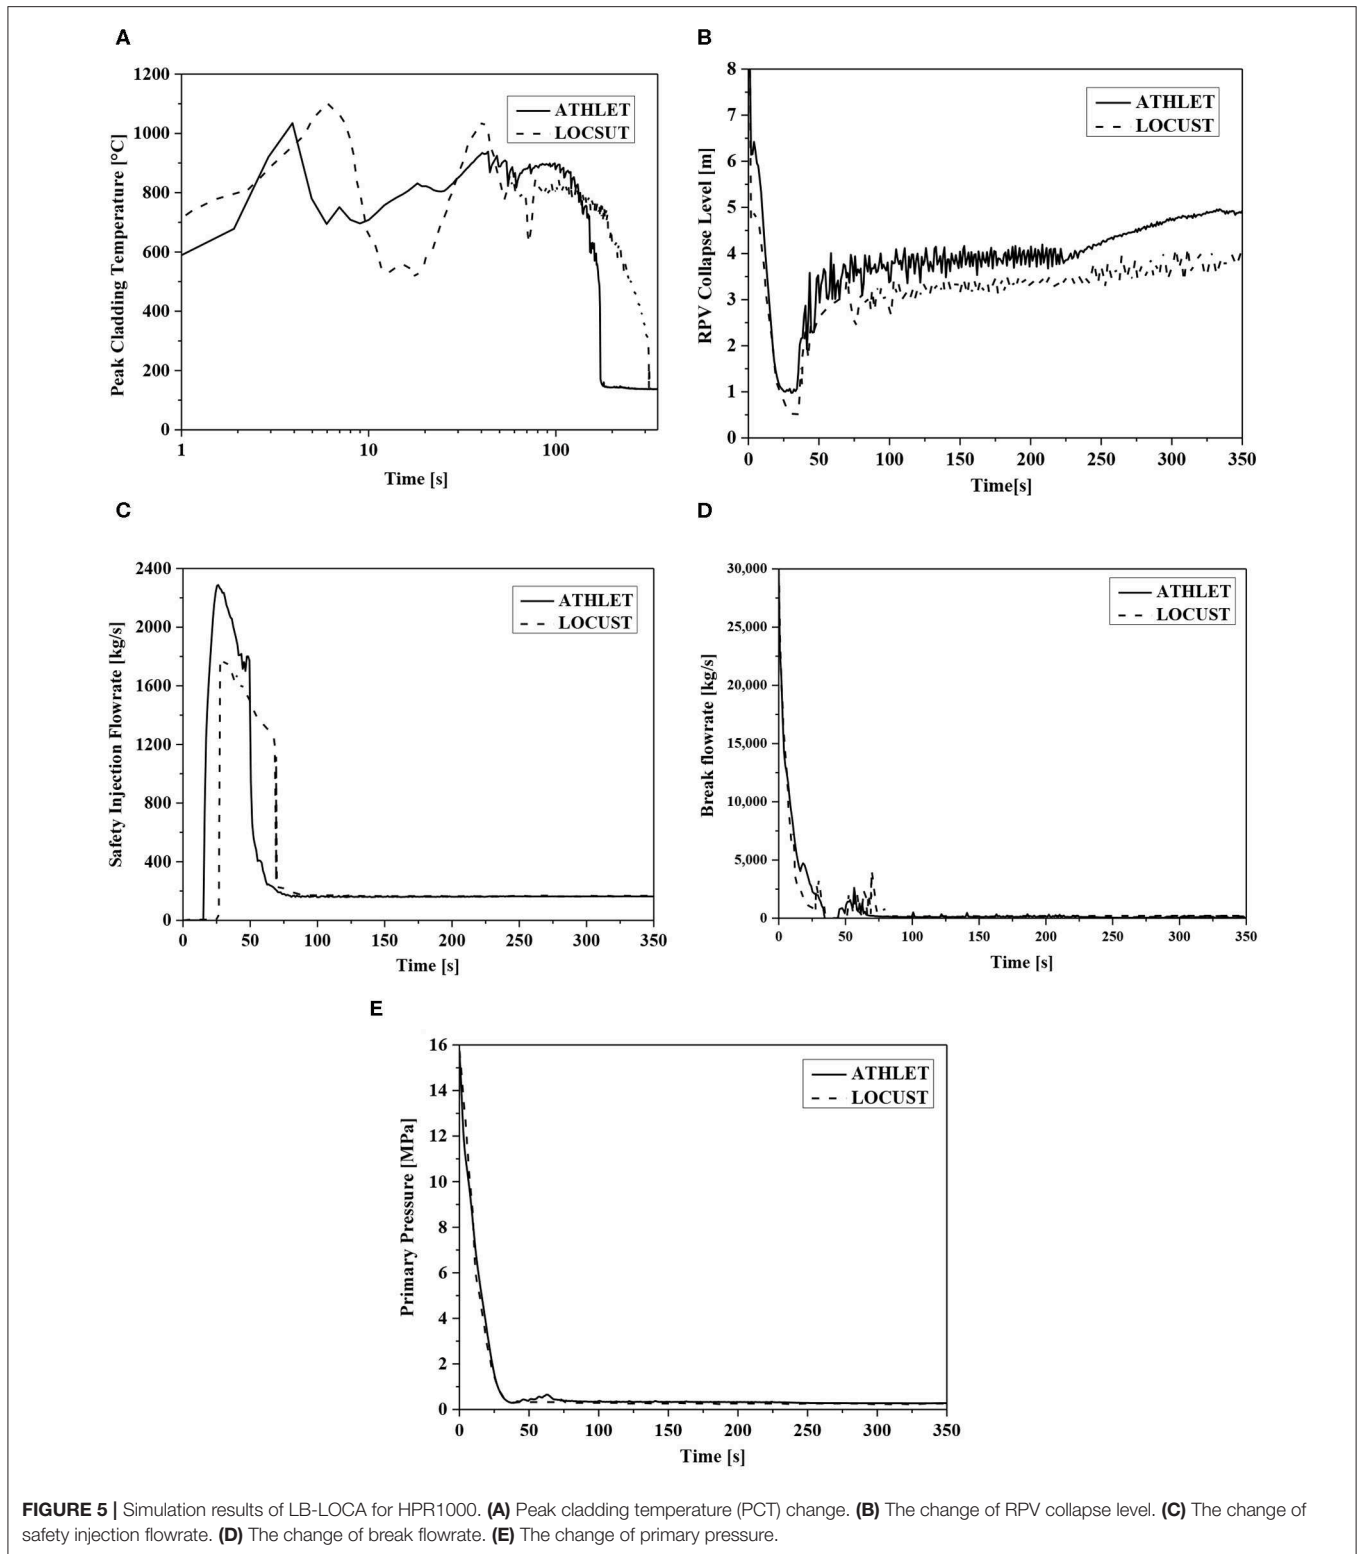 A
1200
1000
800
600
400
200
0
1
10
100
Peak Cladding Temperature [°C]
Time [s]
ATHLET
LOCSUT
B
8
7
6
5
4
3
2
1
0
0
50
100
150
200
250
300
350
RPV Collapse Level [m]
Time[s]
ATHLET
LOCUST
C
2400
2000
1600
1200
800
400
0
0
50
100
150
200
250
300
350
Safety Injection Flowrate [kg/s]
Time [s]
ATHLET
LOCUST
D
30,000
25,000
20,000
15,000
10,000
5,000
0
0
50
100
150
200
250
300
350
Break flowrate [kg/s]
Time [s]
ATHLET
LOCUST
E
16
14
12
10
8
6
4
2
0
0
50
100
150
200
250
300
350
Primary Pressure [MPa]
Time [s]
ATHLET
LOCUST
FIGURE 5 | Simulation results of LB-LOCA for HPR1000. (A) Peak cladding temperature (PCT) change. (B) The change of RPV collapse level. (C) The change of
safety injection flowrate. (D) The change of break flowrate. (E) The change of primary pressure.